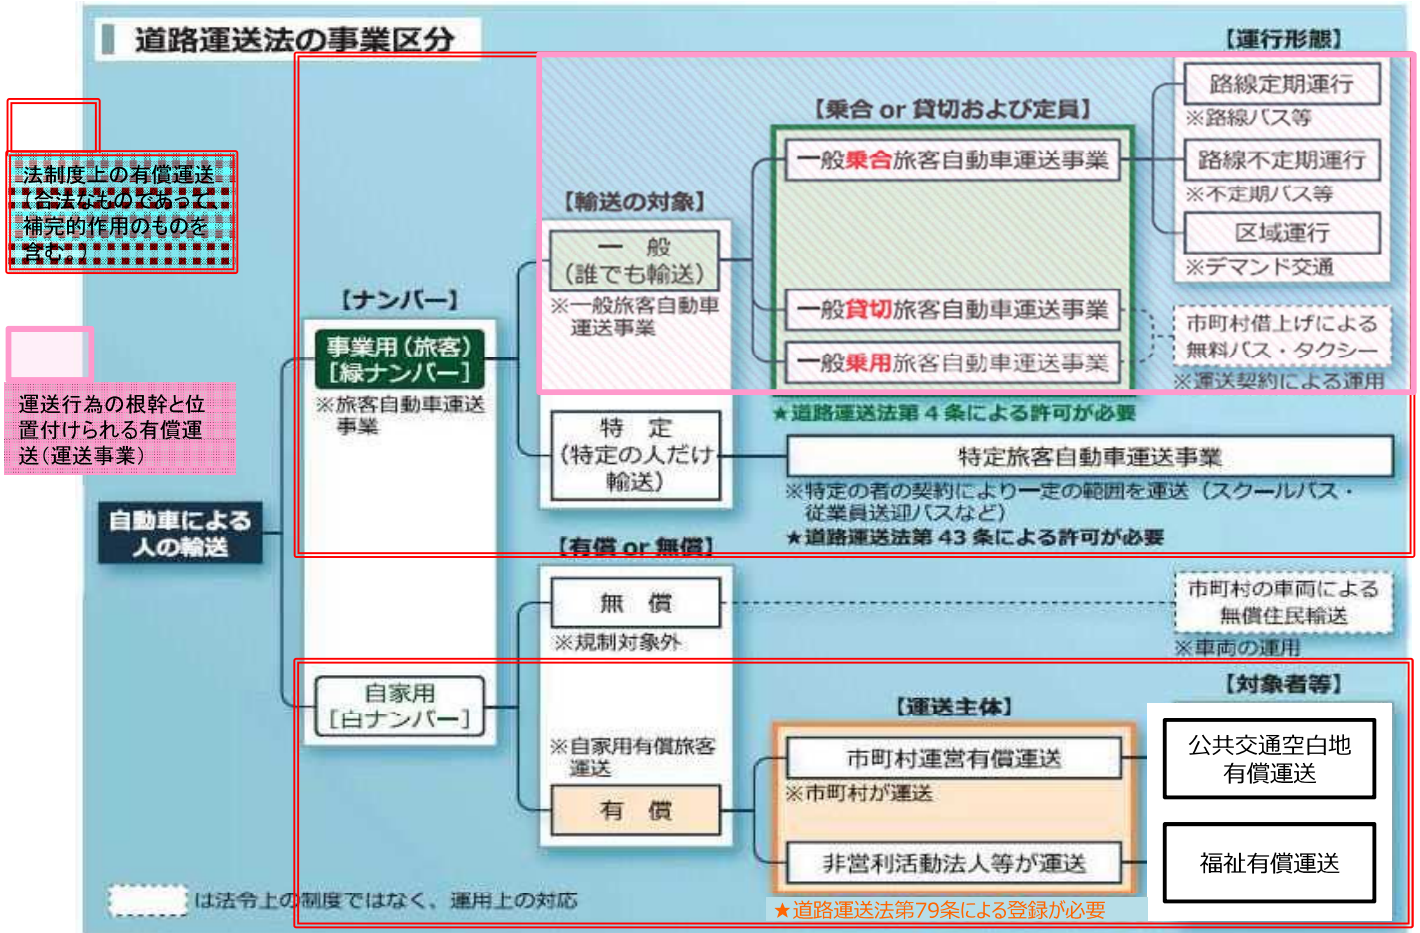 道路運送法の事業区分
法制度上の有償運送
(合法なものであって、
補完的作用のものを
含む。)
運送行為の根幹と位
置付けられる有償運
送(運送事業)
自動車による
人の輸送
【ナンバー】
事業用(旅客)
[緑ナンバー]
※旅客自動車運送
事業
自家用
[白ナンバー]
【輸送の対象】
一 般
(誰でも輸送)
※一般旅客自動車
運送事業
特 定
(特定の人だけ
輸送)
【乗合 or 貸切および定員】
一般乗合旅客自動車運送事業
一般貸切旅客自動車運送事業
一般乗用旅客自動車運送事業
★道路運送法第4条による許可が必要
【運行形態】
路線定期運行
※路線バス等
路線不定期運行
※不定期バス等
区域運行
※デマンド交通
市町村借上げによる
無料バス・タクシー
※運送契約による運用
特定旅客自動車運送事業
※特定の者の契約により一定の範囲を運送(スクールバス・
従業員送迎バスなど)
★道路運送法第43条による許可が必要
【有償 or 無償】
無 償
※規制対象外
市町村の車両による
無償住民輸送
※車両の運用
※自家用有償旅客
運送
有 償
【運送主体】
市町村運営有償運送
※市町村が運送
非営利活動法人等が運送
★道路運送法第79条による登録が必要
【対象者等】
公共交通空白地
有償運送
福祉有償運送
は法令上の制度ではなく、運用上の対応